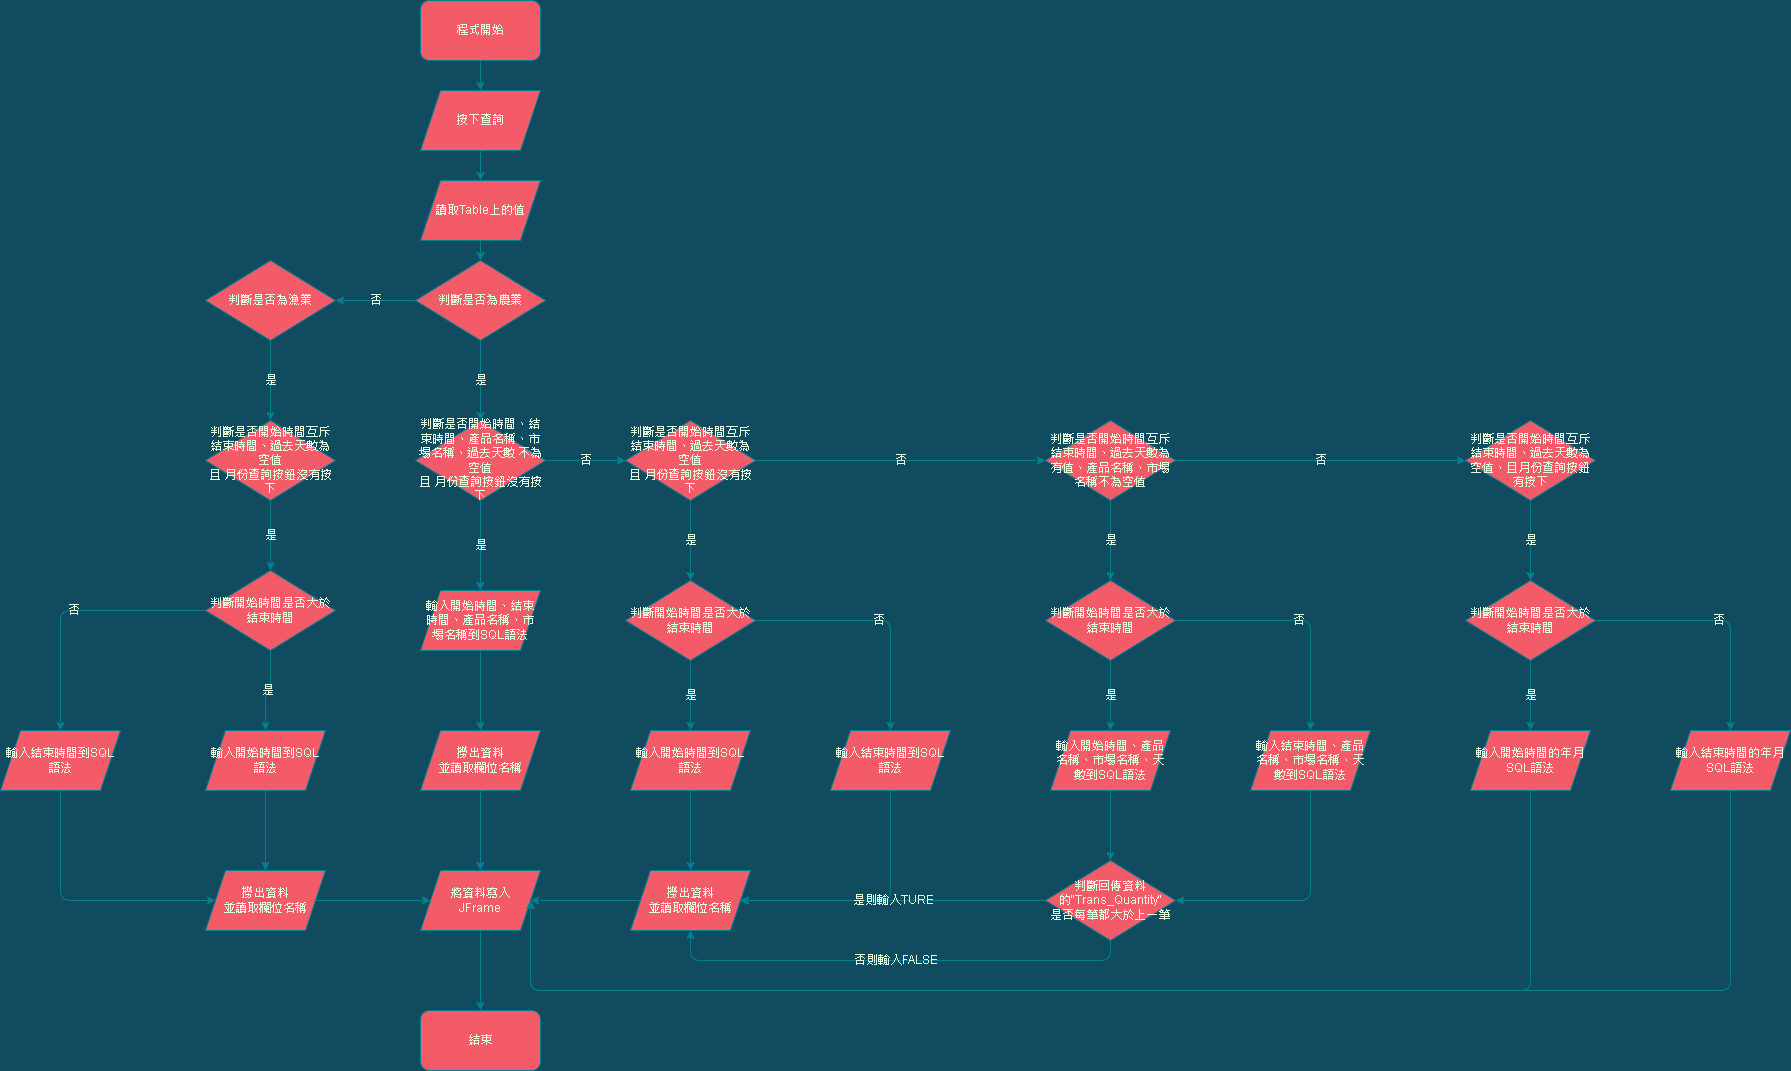 程式開始
按下查詢
讀取Table上的值
判斷是否為漁業
否
判斷是否為農業
是
是
判斷是否開始時間互斥
結束時間、過去天數為
空值
且 月份查詢按鈕沒有按
下
判斷是否開始時間、結
束時間、產品名稱、市
場名稱、過去天數 不為
空值
且 月份查詢按鈕沒有按
下
否
判斷是否開始時間互斥
結束時間、過去天數為
空值
且 月份查詢按鈕沒有按
下
否
判斷是否開始時間互斥
結束時間、過去天數為
有值、產品名稱、市場
名稱不為空值
否
判斷是否開始時間互斥
結束時間、過去天數為
空值、且月份查詢按鈕
有按下
是
是
是
是
是
否
判斷開始時間是否大於
結束時間
輸入開始時間、結束
時間、產品名稱、市
場名稱到SQL語法
判斷開始時間是否大於
結束時間
否
判斷開始時間是否大於
結束時間
否
判斷開始時間是否大於
結束時間
否
是
是
是
是
輸入結束時間到SQL
語法
輸入開始時間到SQL
語法
撈出資料
並讀取欄位名稱
輸入開始時間到SQL
語法
輸入結束時間到SQL
語法
輸入開始時間、產品
名稱、市場名稱、天
數到SQL語法
輸入結束時間、產品
名稱、市場名稱、天
數到SQL語法
輸入開始時間的年月
SQL語法
輸入結束時間的年月
SQL語法
撈出資料
並讀取欄位名稱
將資料寫入
JFrame
撈出資料
並讀取欄位名稱
是則輸入TURE
判斷回傳資料
的"Trans_Quantity"
是否每筆都大於上一筆
否則輸入FALSE
結束